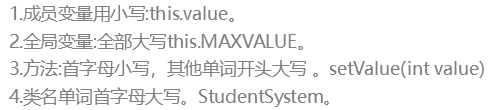 1.成员变量用小写:this.value。
2.全局变量:全部大写this.MAXVALUE。
3.方法:首字母小写，其他单词开头大写 。setValue(int value)
4.类名单词首字母大写。StudentSystem。